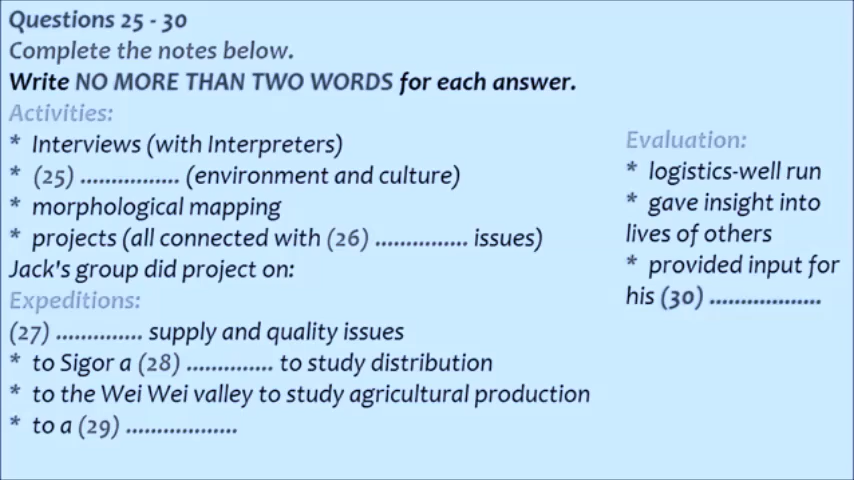 Questions 25 - 30
Complete the notes below.
Write NO MORE THAN TWO WORDS for each answer.
Activities:
* Interviews (with Interpreters)
* (25) ................ (environment and culture)
* morphological mapping
* projects (all connected with (26) ............... issues)
Jack's group did project on:
Expeditions:
(27) .............. supply and quality issues
* to Sigor a (28) .............. to study distribution
* to the Wei Wei valley to study agricultural production
* to a (29) ..................
Evaluation:
* logistics-well run
* gave insight into
lives of others
* provided input for
his (30) ..................